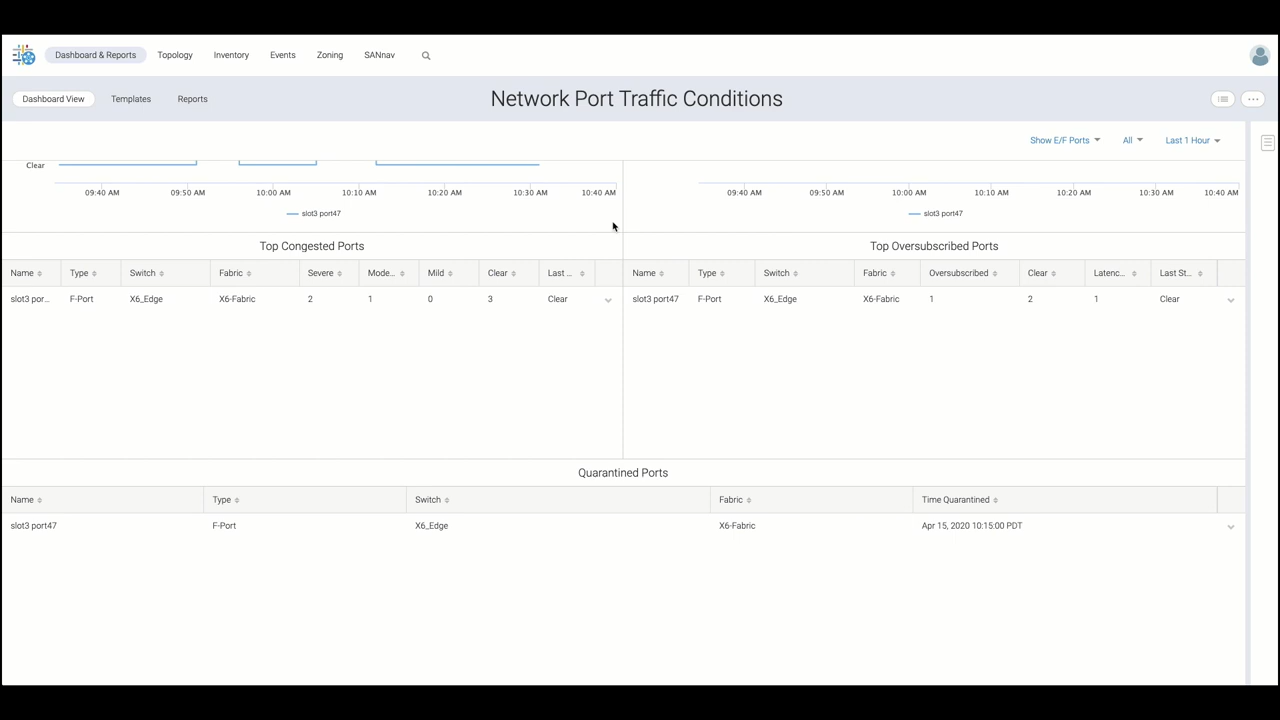 Dashboard & Reports Topology Inventory Events Zoning SANnav
Dashboard View Templates Reports Network Port Traffic Conditions
Show E/F Ports All Last 1 Hour
Clear
09:40 AM 09:50 AM 10:00 AM 10:10 AM 10:20 AM 10:30 AM 10:40 AM
09:40 AM 09:50 AM 10:00 AM 10:10 AM 10:20 AM 10:30 AM 10:40 AM
slot3 port47
slot3 port47
Top Congested Ports
Name Type Switch Fabric Severe Mode... Mild Clear Last ...
slot3 por... F-Port X6_Edge X6-Fabric 2 1 0 3 Clear
Top Oversubscribed Ports
Name Type Switch Fabric Oversubscribed Clear Latenc... Last St...
slot3 port47 F-Port X6_Edge X6-Fabric 1 2 1 Clear
Quarantined Ports
Name Type Switch Fabric Time Quarantined
slot3 port47 F-Port X6_Edge X6-Fabric Apr 15, 2020 10:15:00 PDT